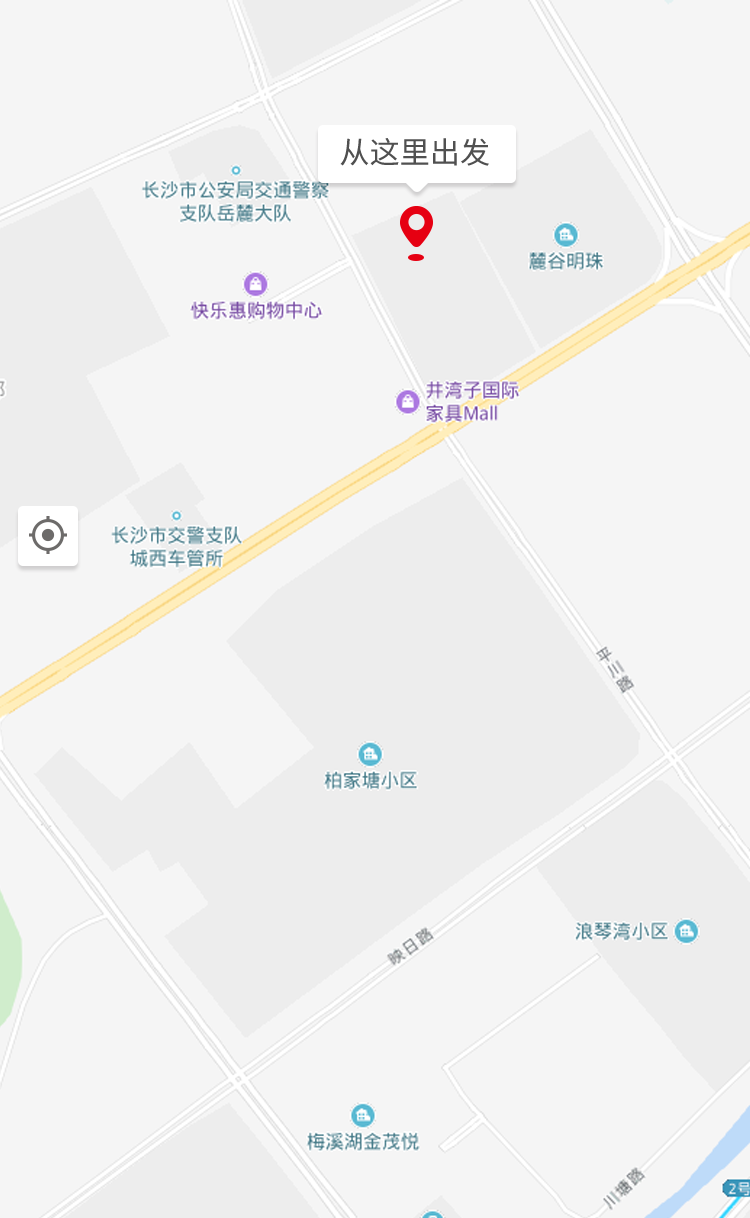 从这里出发
长沙市公安局交通警察
支队岳麓大队
麓谷明珠
快乐惠购物中心
井湾子国际
家具Mall
长沙市交警支队
城西车管所
平川路
柏家塘小区
浪琴湾小区
映日路
梅溪湖金茂悦
川塘路
2号